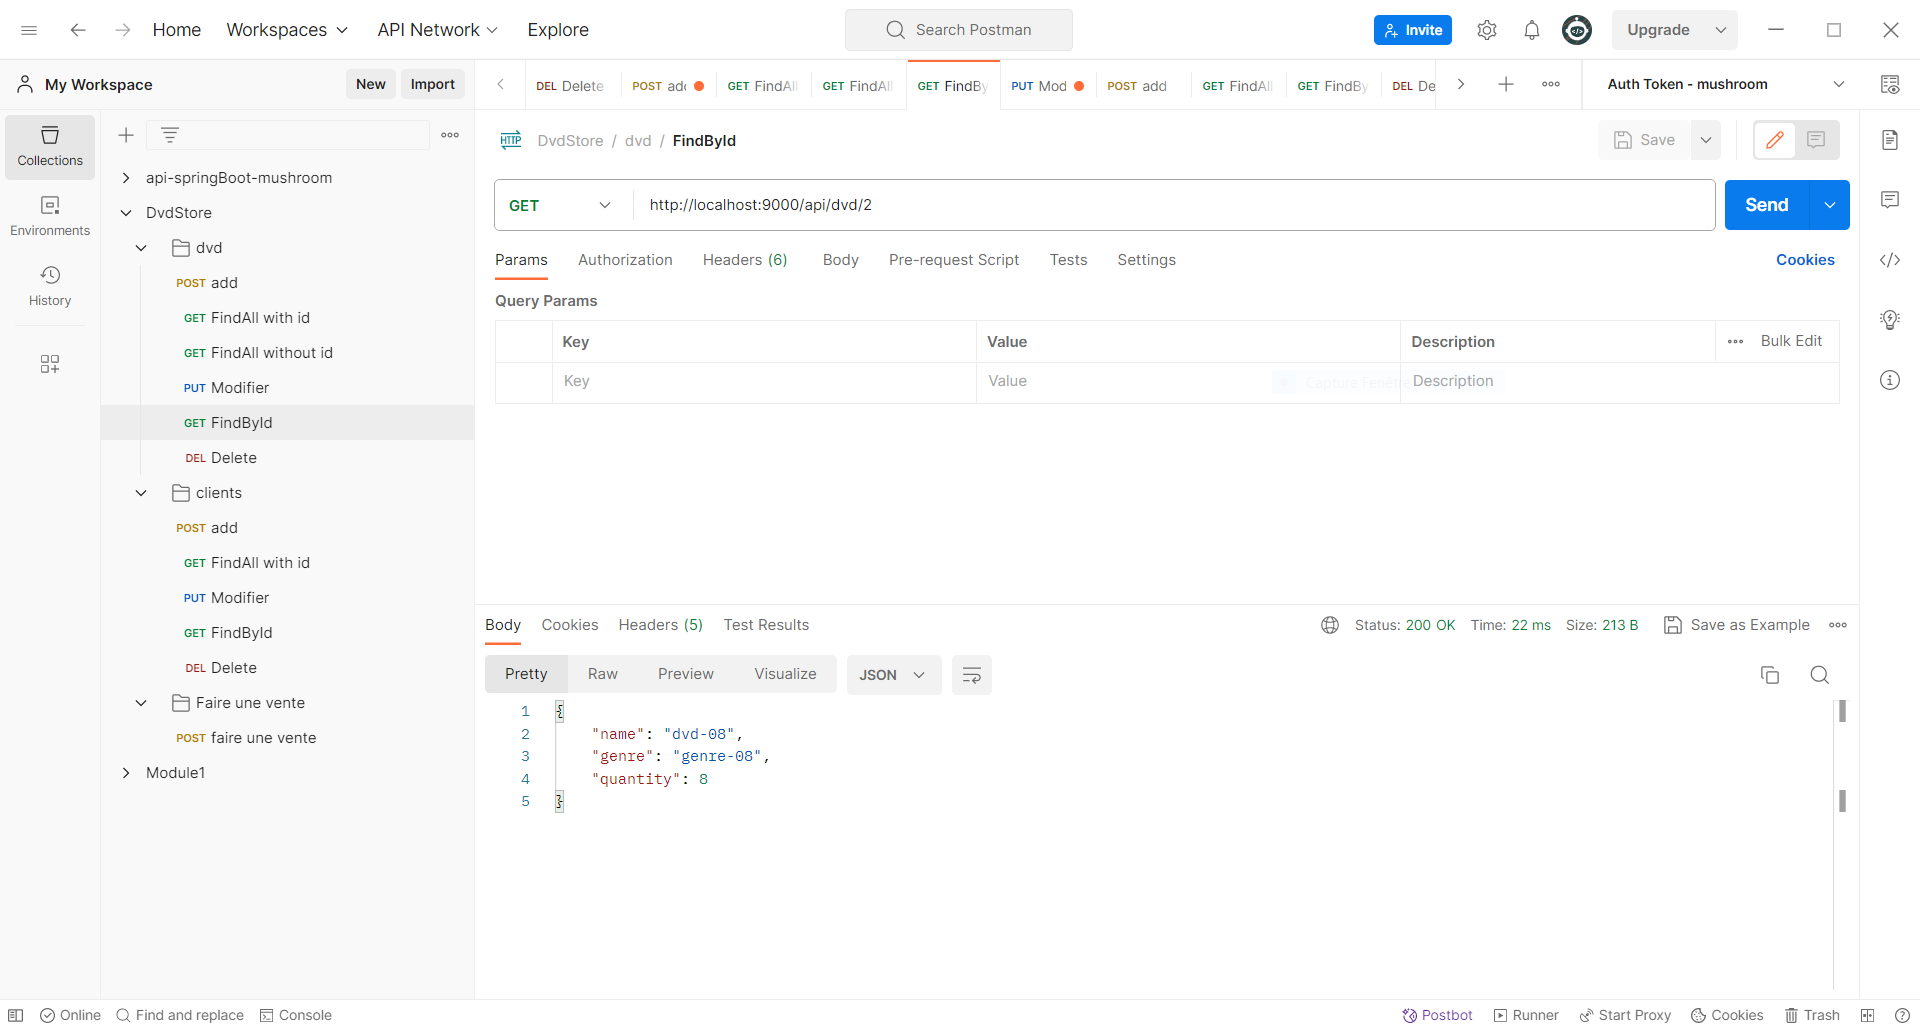 Home Workspaces API Network Explore Search Postman Invite Upgrade
My Workspace New Import
DEL Delete POST adc GET FindAll GET FindAll GET FindBy PUT Mod POST add GET FindAll GET FindBy DEL De Auth Token - mushroom
Collections
Environments
History
api-springBoot-mushroom
DvdStore
dvd
POST add
GET FindAll with id
GET FindAll without id
PUT Modifier
GET FindById
DEL Delete
clients
POST add
GET FindAll with id
PUT Modifier
GET FindById
DEL Delete
Faire une vente
POST faire une vente
Module1
HTTP DvdStore / dvd / FindById Save
GET http://localhost:9000/api/dvd/2 Send
Params Authorization Headers (6) Body Pre-request Script Tests Settings Cookies
Query Params
Key Value Description Bulk Edit
Key Value Description
Capture Fenêtre
Body Cookies Headers (5) Test Results Status: 200 OK Time: 22 ms Size: 213 B Save as Example
Pretty Raw Preview Visualize JSON
1 {
2 "name": "dvd-08",
3 "genre": "genre-08",
4 "quantity": 8
5 }
Online Find and replace Console Postbot Runner Start Proxy Cookies Trash